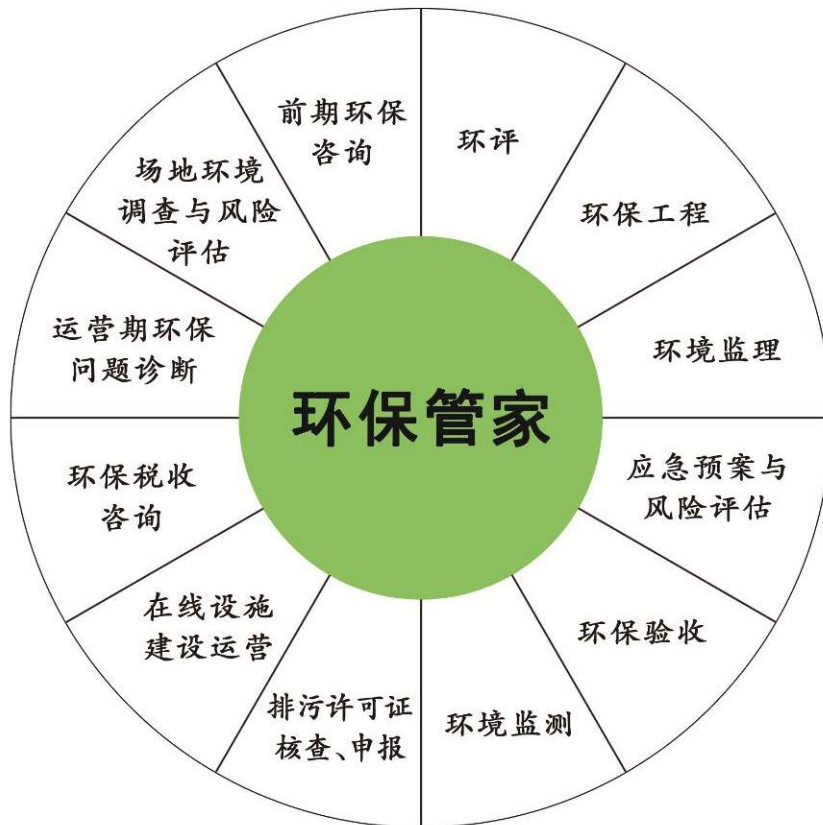 前期环保
咨询
环评
环保工程
环境监理
应急预案与
风险评估
环保验收
环境监测
排污许可证
核查、申报
在线设施
建设运营
环保税收
咨询
运营期环保
问题诊断
场地环境
调查与风险
评估
环保管家